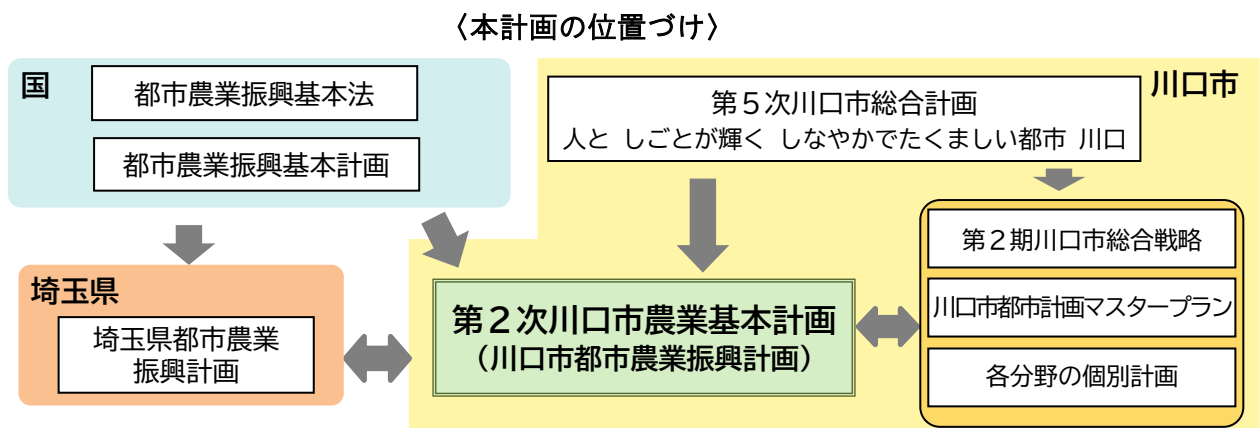 〈本計画の位置づけ〉
国
都市農業振興基本法
都市農業振興基本計画
埼玉県
埼玉県都市農業
振興計画
川口市
第5次川口市総合計画
人と しごとが輝く しなやかでたくましい都市 川口
第2次川口市農業基本計画
(川口市都市農業振興計画)
第2期川口市総合戦略
川口市都市計画マスタープラン
各分野の個別計画